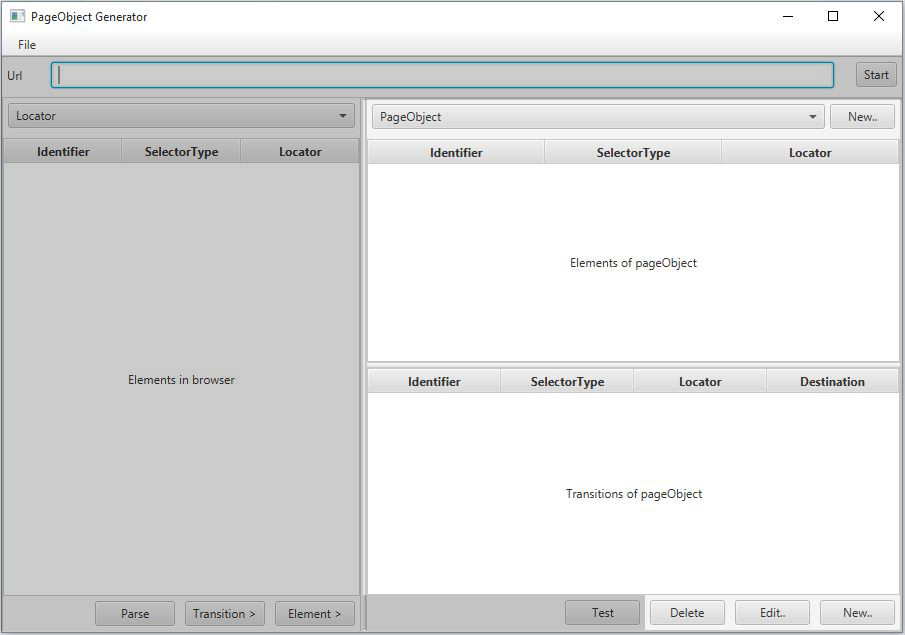 PageObject Generator
File
Url
Start
Locator
PageObject
New..
Identifier SelectorType Locator
Identifier SelectorType Locator
Elements of pageObject
Elements in browser
Identifier SelectorType Locator Destination
Transitions of pageObject
Parse
Transition >
Element >
Test
Delete
Edit..
New..